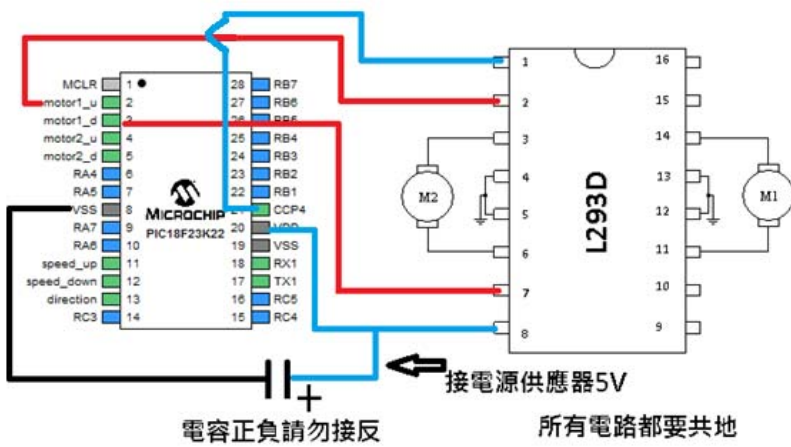 MCLR 1 28 RB7
motor1_u 2 27 RB6
motor1_d 3 26 RB5
motor2_u 4 25 RB4
motor2_d 5 24 RB3
RA4 6 23 RB2
RA5 7 22 RB1
VSS 8 21 CCP4
RA7 9 20 VDD
RA6 10 19 VSS
speed_up 11 18 RX1
speed_down 12 17 TX1
direction 13 16 RC5
RC3 14 15 RC4
MICROCHIP
PIC18F23K22
1 16
2 15
3 14
4 13
5 12
6 11
7 10
8 9
M2
L293D
M1
接電源供應器5V
+
電容正負請勿接反
所有電路都要共地